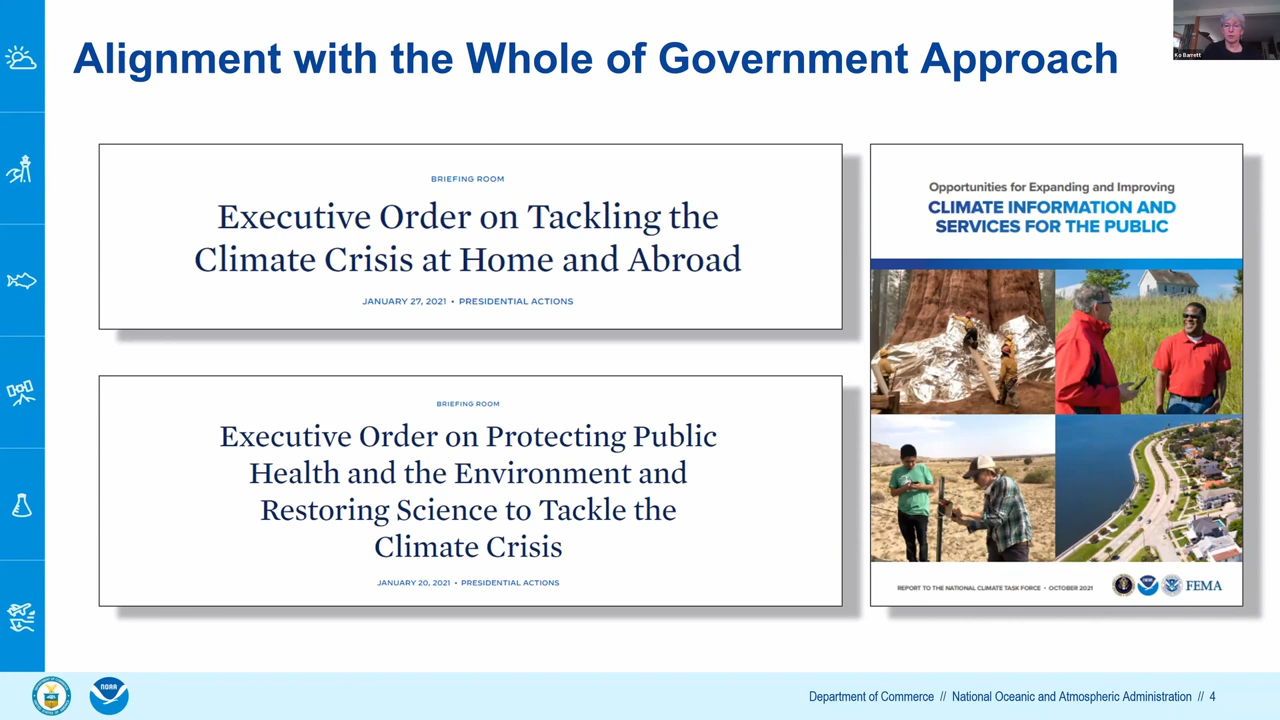 Alignment with the Whole of Government Approach
Ko Barrett
BRIEFING ROOM
Executive Order on Tackling the
Climate Crisis at Home and Abroad
JANUARY 27, 2021 • PRESIDENTIAL ACTIONS
BRIEFING ROOM
Executive Order on Protecting Public
Health and the Environment and
Restoring Science to Tackle the
Climate Crisis
JANUARY 20, 2021 • PRESIDENTIAL ACTIONS
Opportunities for Expanding and Improving
CLIMATE INFORMATION AND
SERVICES FOR THE PUBLIC
REPORT TO THE NATIONAL CLIMATE TASK FORCE • OCTOBER 2021
FEMA
NOAA
Department of Commerce // National Oceanic and Atmospheric Administration // 4